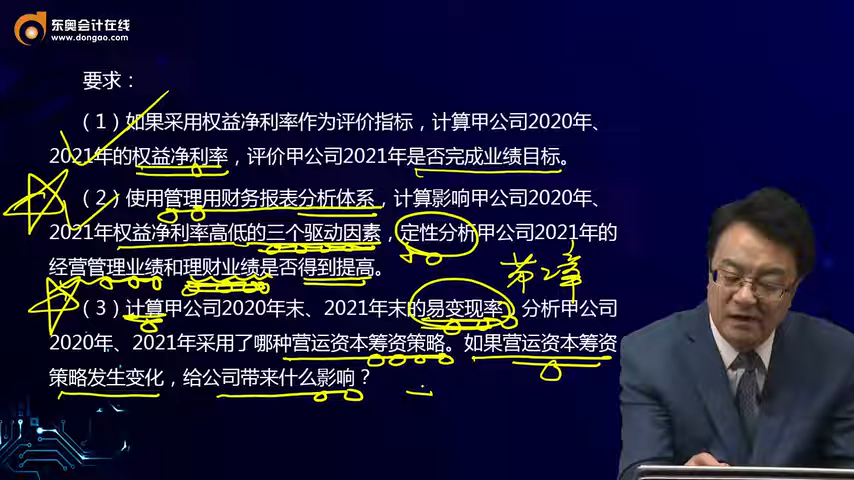 东奥会计在线
www.dongao.com
要求：
（1）如果采用权益净利率作为评价指标，计算甲公司2020年、
2021年的权益净利率，评价甲公司2021年是否完成业绩目标。
（2）使用管理用财务报表分析体系，计算影响甲公司2020年、
2021年权益净利率高低的三个驱动因素，定性分析甲公司2021年的
经营管理业绩和理财业绩是否得到提高。
第2章
（3）计算甲公司2020年末、2021年末的易变现率，分析甲公司
2020年、2021年采用了哪种营运资本筹资策略。如果营运资本筹资
策略发生变化，给公司带来什么影响？